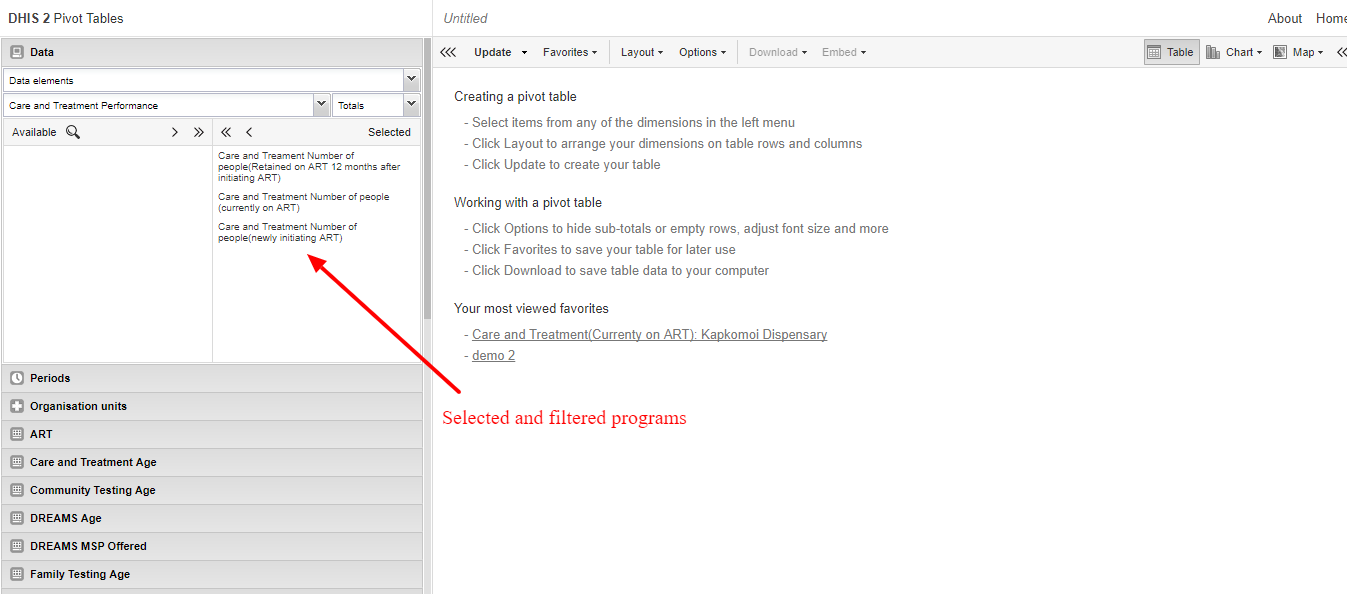 DHIS 2 Pivot Tables
Untitled
About
Home
Data
Update
Favorites
Layout
Options
Download
Embed
Table
Chart
Map
Data elements
Care and Treatment Performance
Totals
Available
Selected
Care and Treament Number of
people(Retained on ART 12 months after
initiating ART)
Care and Treatment Number of people
(currently on ART)
Care and Treatment Number of
people(newly initiating ART)
Creating a pivot table
- Select items from any of the dimensions in the left menu
- Click Layout to arrange your dimensions on table rows and columns
- Click Update to create your table
Working with a pivot table
- Click Options to hide sub-totals or empty rows, adjust font size and more
- Click Favorites to save your table for later use
- Click Download to save table data to your computer
Your most viewed favorites
- Care and Treatment(Currenty on ART): Kapkomoi Dispensary
- demo 2
Selected and filtered programs
Periods
Organisation units
ART
Care and Treatment Age
Community Testing Age
DREAMS Age
DREAMS MSP Offered
Family Testing Age